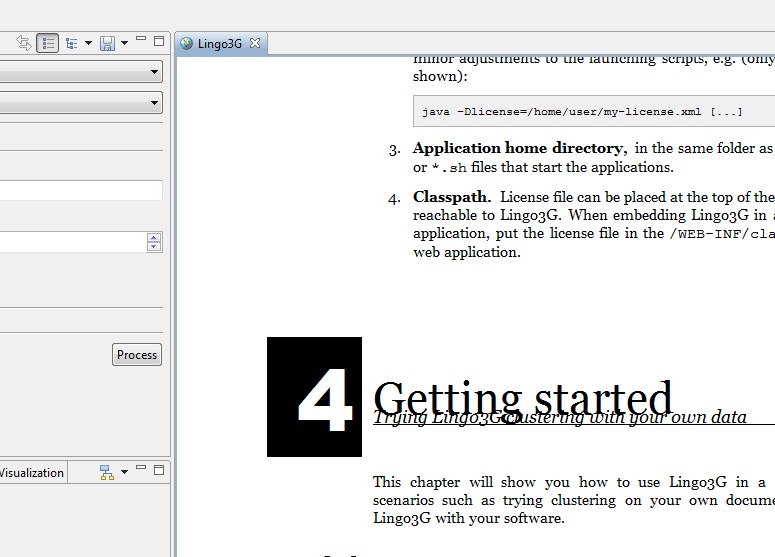 Lingo3G
minor adjustments to the launching scripts, e.g. (only
shown):
java -Dlicense=/home/user/my-license.xml [...]
3. Application home directory, in the same folder as
or *.sh files that start the applications.
4. Classpath. License file can be placed at the top of the
reachable to Lingo3G. When embedding Lingo3G in a
application, put the license file in the /WEB-INF/cla
web application.
Process
4 Getting started
Trying Lingo3G clustering with your own data
Visualization
This chapter will show you how to use Lingo3G in a
scenarios such as trying clustering on your own docume
Lingo3G with your software.